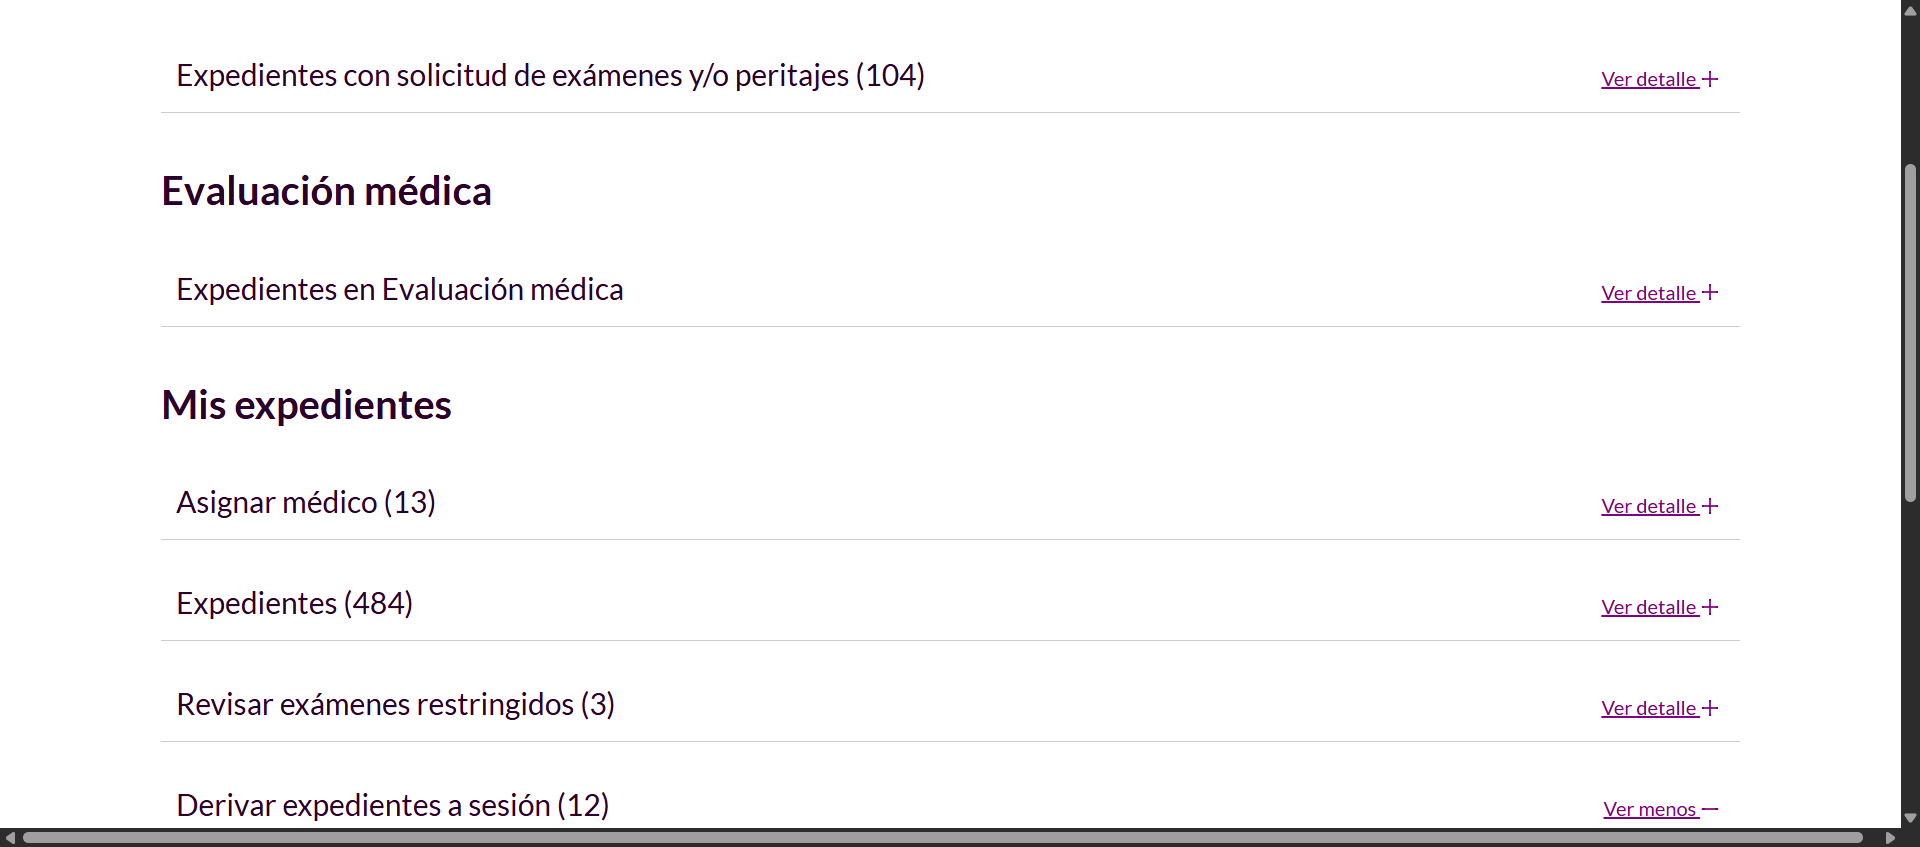 Expedientes con solicitud de exámenes y/o peritajes (104) Ver detalle
Evaluación médica
Expedientes en Evaluación médica Ver detalle
Mis expedientes
Asignar médico (13) Ver detalle
Expedientes (484) Ver detalle
Revisar exámenes restringidos (3) Ver detalle
Derivar expedientes a sesión (12) Ver menos